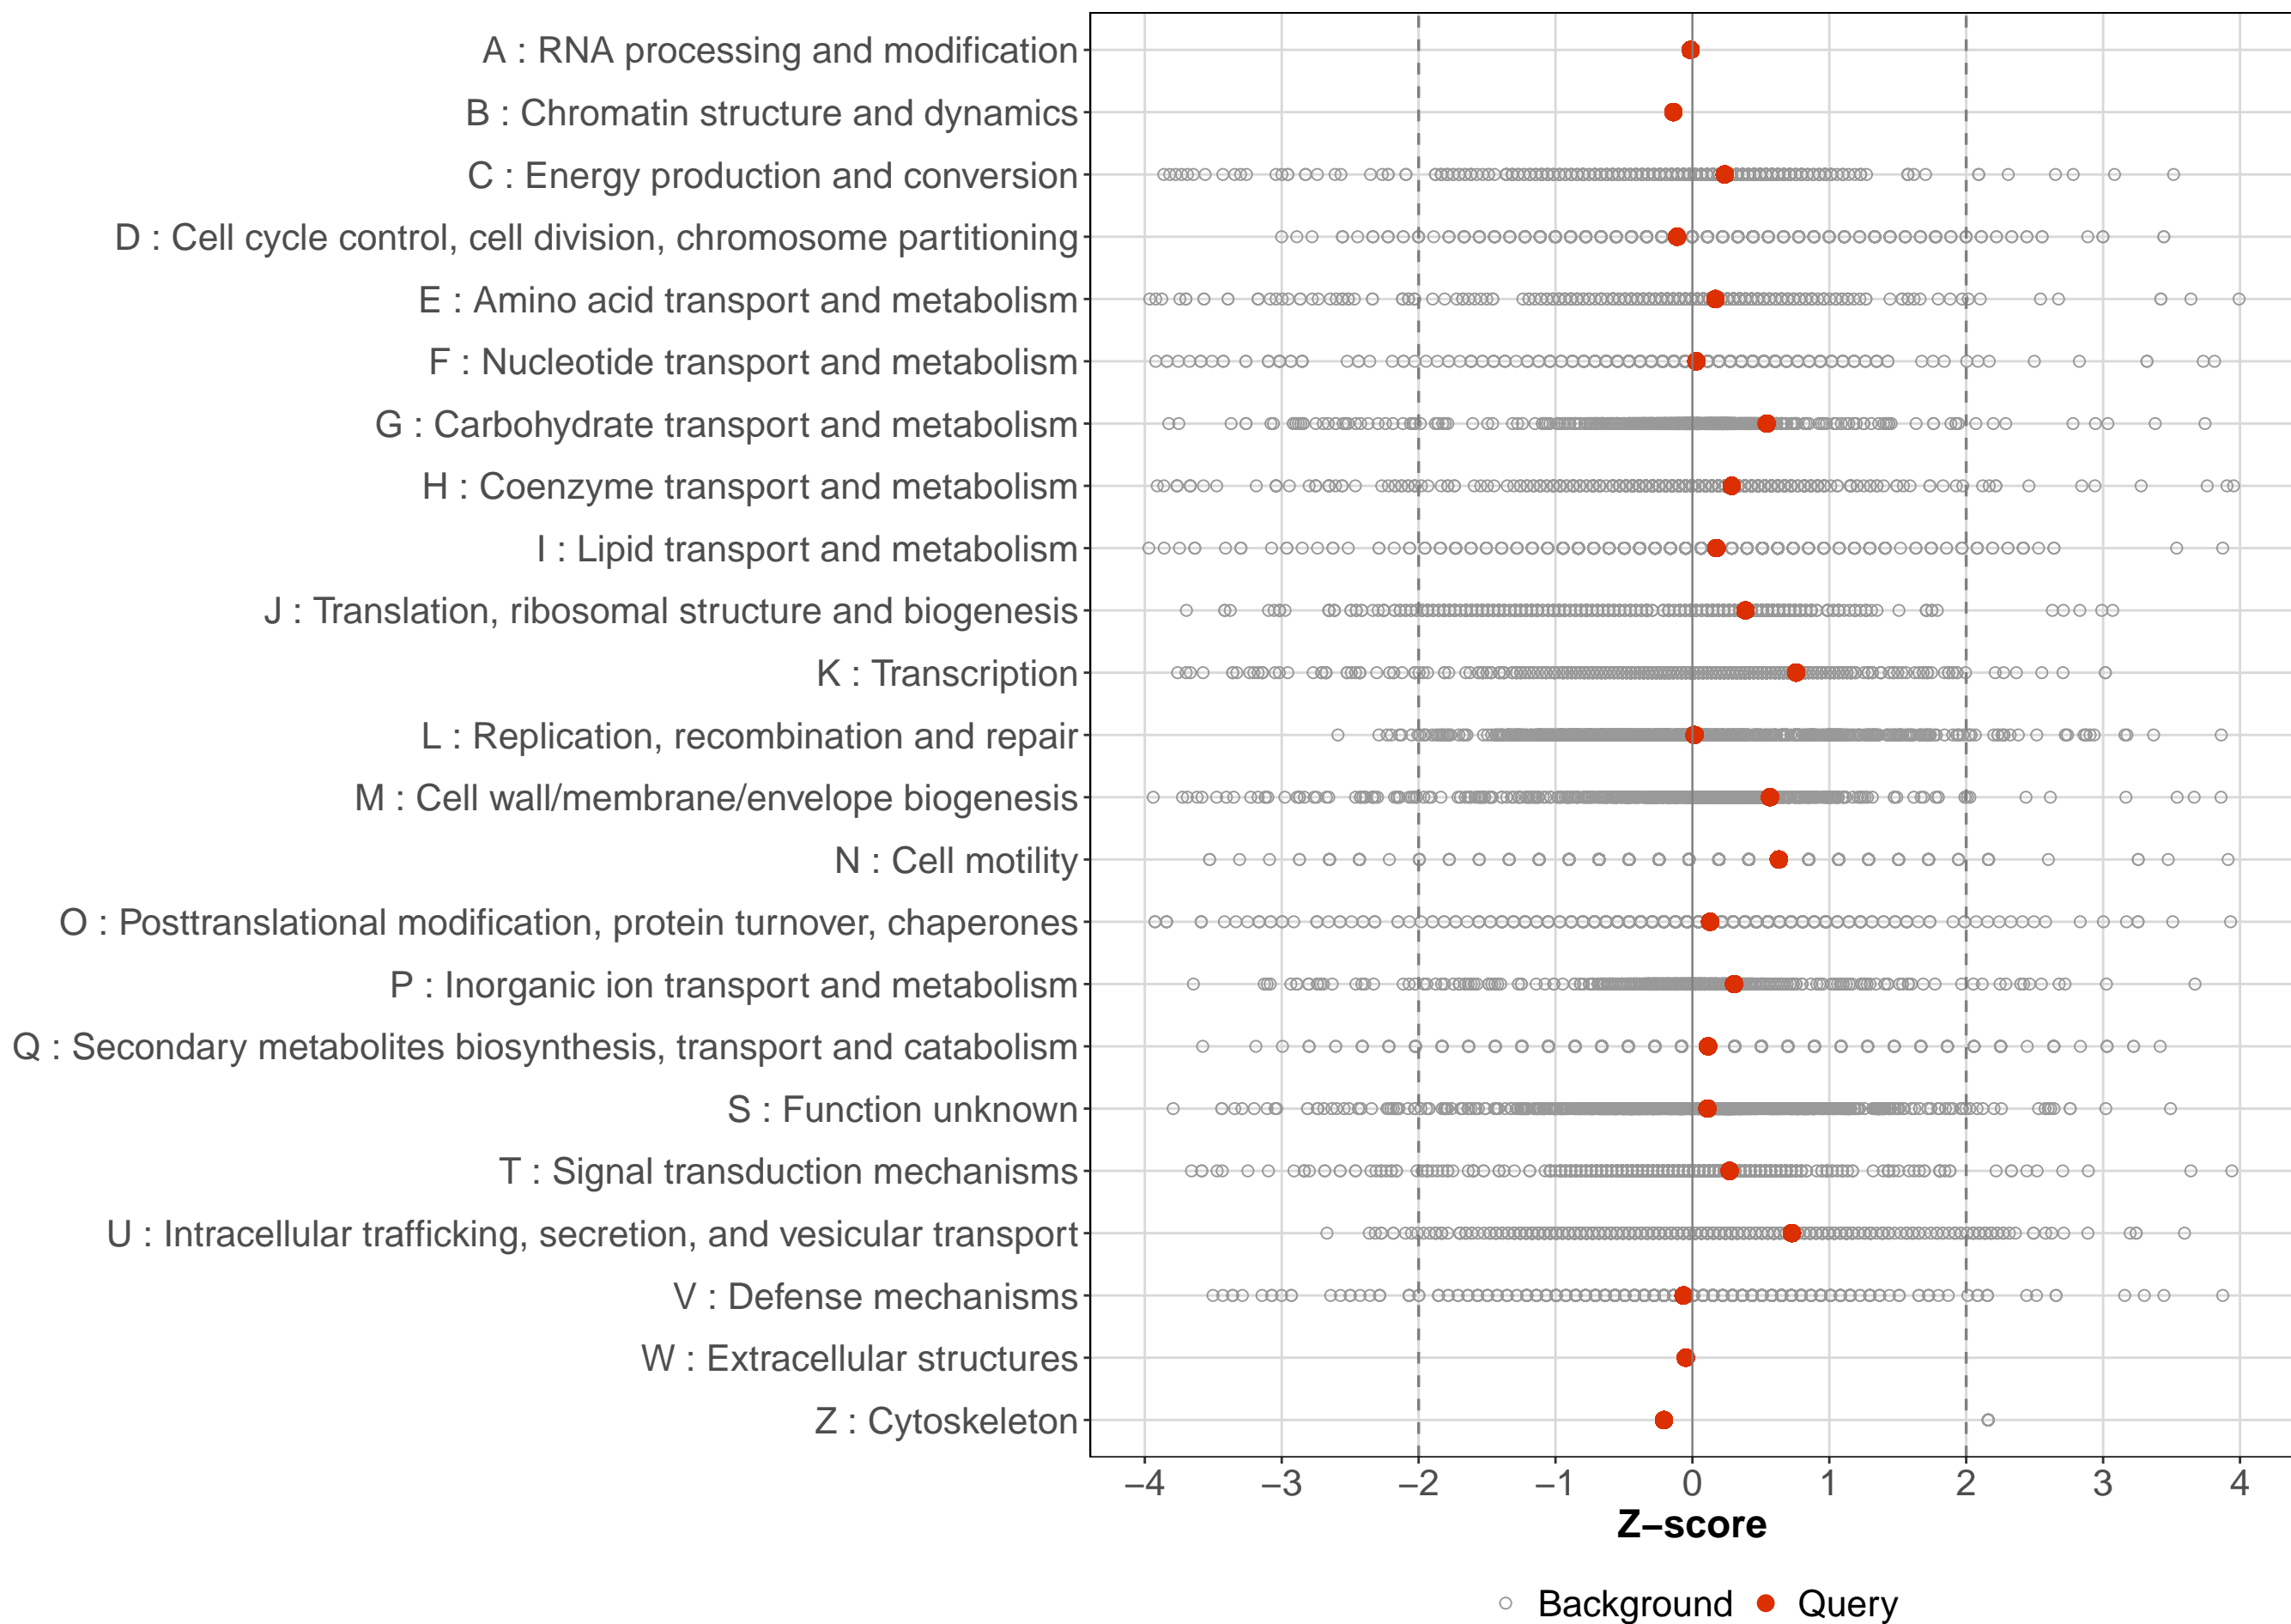 A : RNA processing and modification
B : Chromatin structure and dynamics
C : Energy production and conversion
D : Cell cycle control, cell division, chromosome partitioning
E : Amino acid transport and metabolism
F : Nucleotide transport and metabolism
G : Carbohydrate transport and metabolism
H : Coenzyme transport and metabolism
I : Lipid transport and metabolism
J : Translation, ribosomal structure and biogenesis
K : Transcription
L : Replication, recombination and repair
M : Cell wall/membrane/envelope biogenesis
N : Cell motility
O : Posttranslational modification, protein turnover, chaperones
P : Inorganic ion transport and metabolism
Q : Secondary metabolites biosynthesis, transport and catabolism
S : Function unknown
T : Signal transduction mechanisms
U : Intracellular trafficking, secretion, and vesicular transport
V : Defense mechanisms
W : Extracellular structures
Z : Cytoskeleton
−4 −3 −2 −1 0 1 2 3 4
Z−score
Background Query